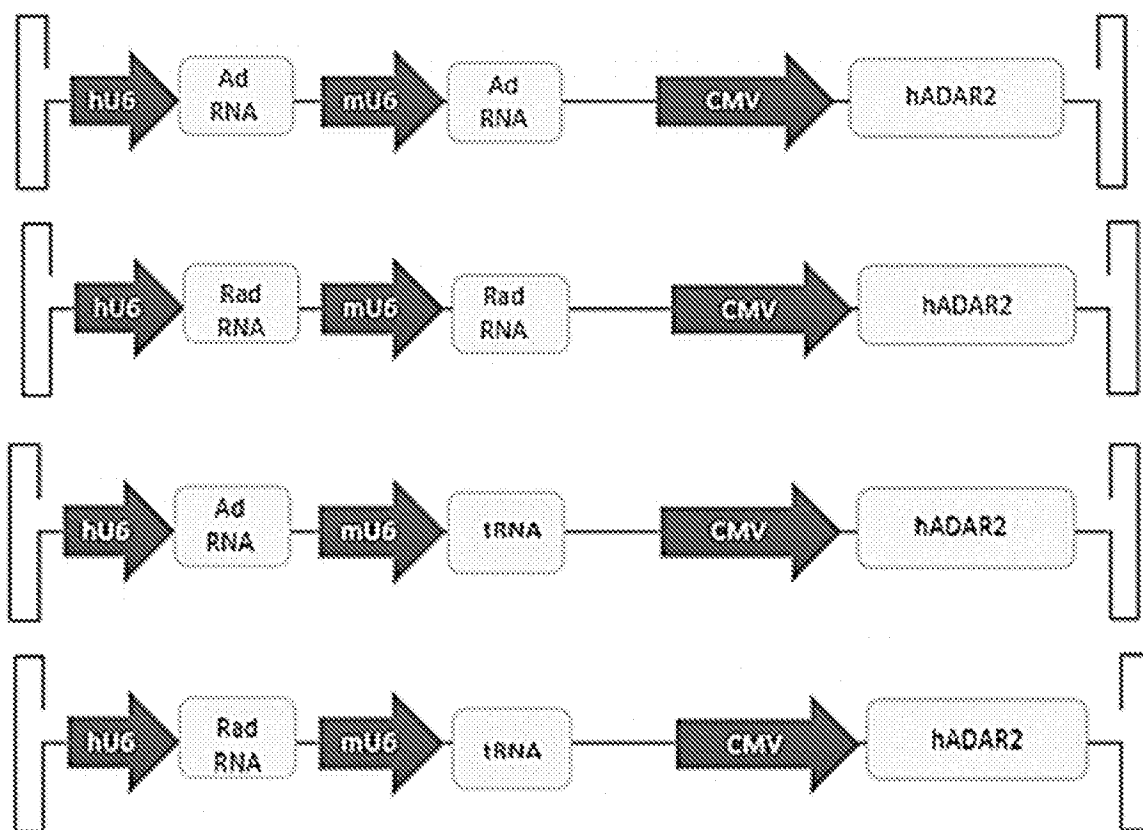 hU6 Ad RNA mU6 Ad RNA CMV hADAR2
hU6 Rad RNA mU6 Rad RNA CMV hADAR2
hU6 Ad RNA mU6 tRNA CMV hADAR2
hU6 Rad RNA mU6 tRNA CMV hADAR2